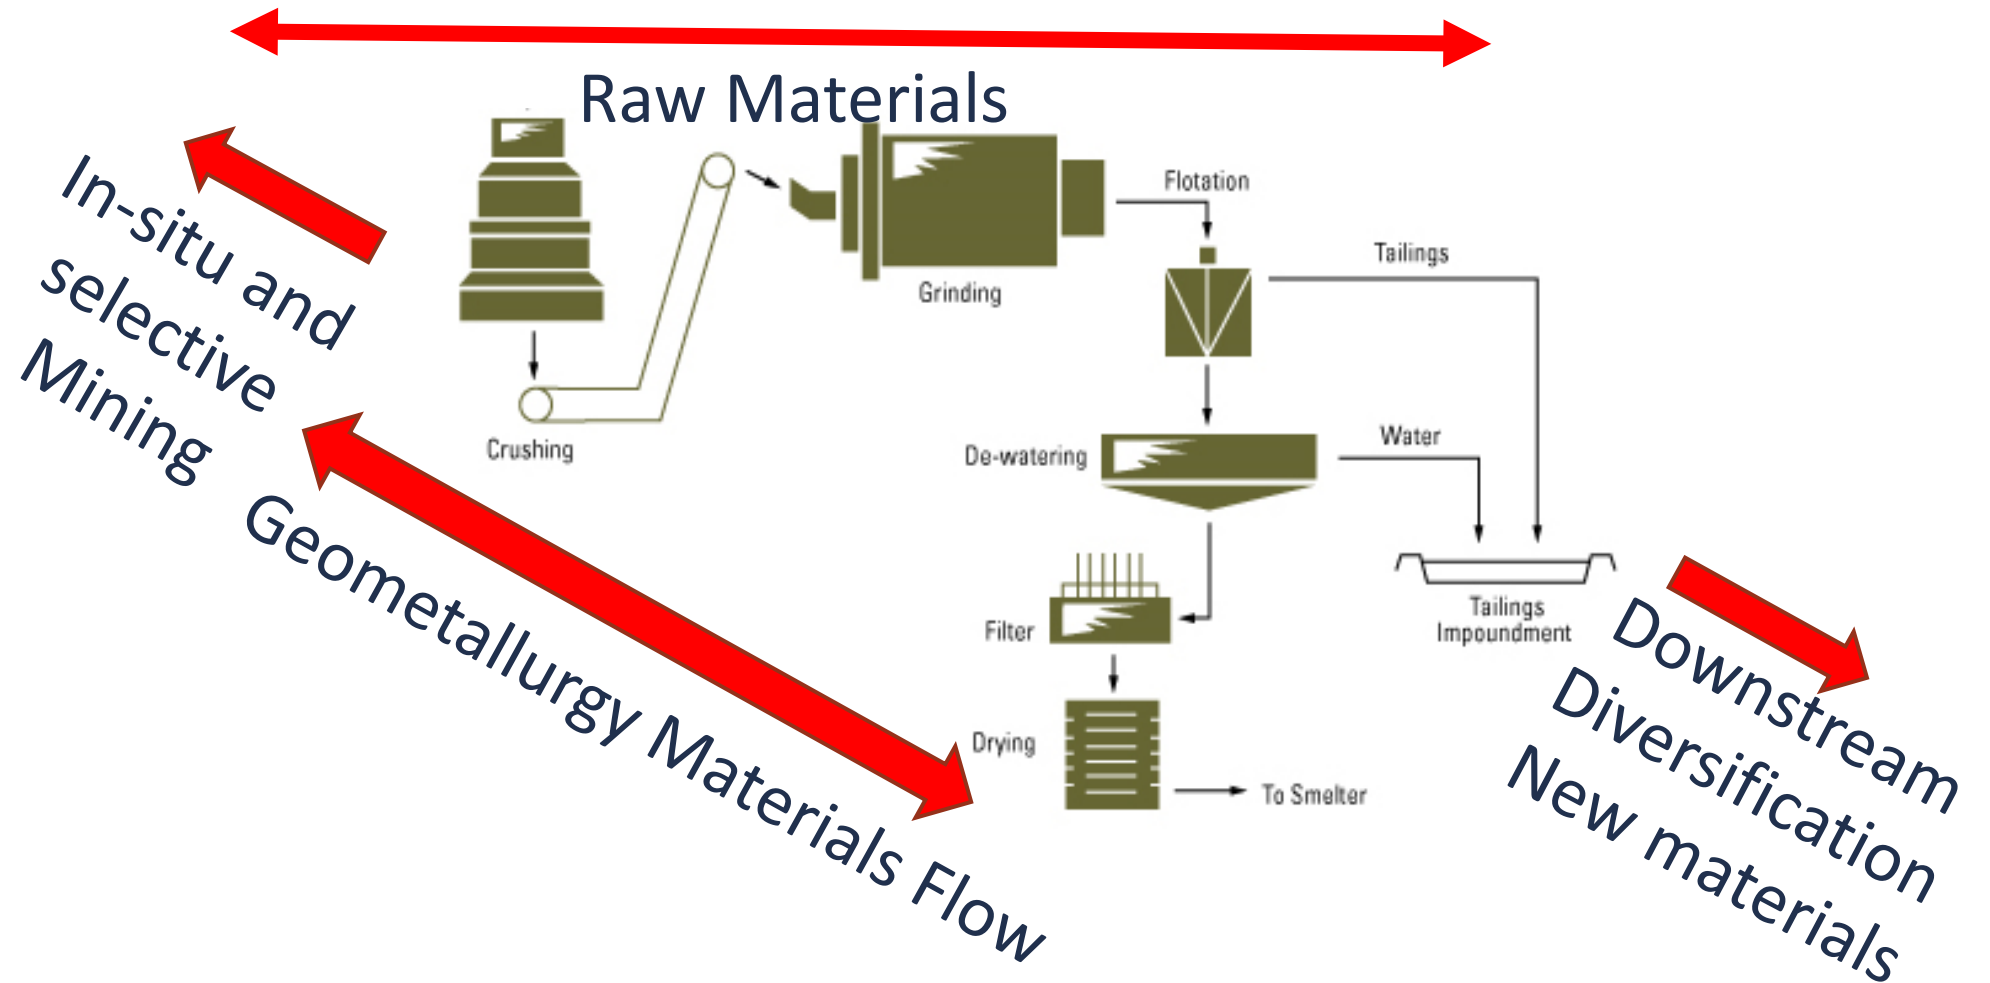 Raw Materials
In-situ and
selective
Mining
Flotation
Tailings
Grinding
Crushing
De-watering
Water
Geometallurgy Materials Flow
Filter
Tailings
Impoundment
Drying
To Smelter
Downstream
Diversification
New materials